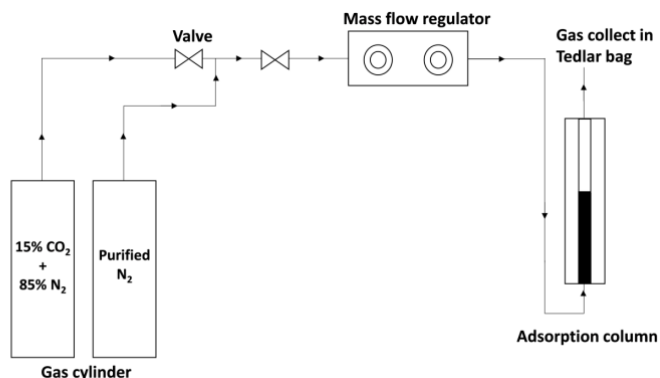 Mass flow regulator
Gas collect in
Tedlar bag
Valve
15% CO₂
+
85% N₂
Purified
N₂
Adsorption column
Gas cylinder